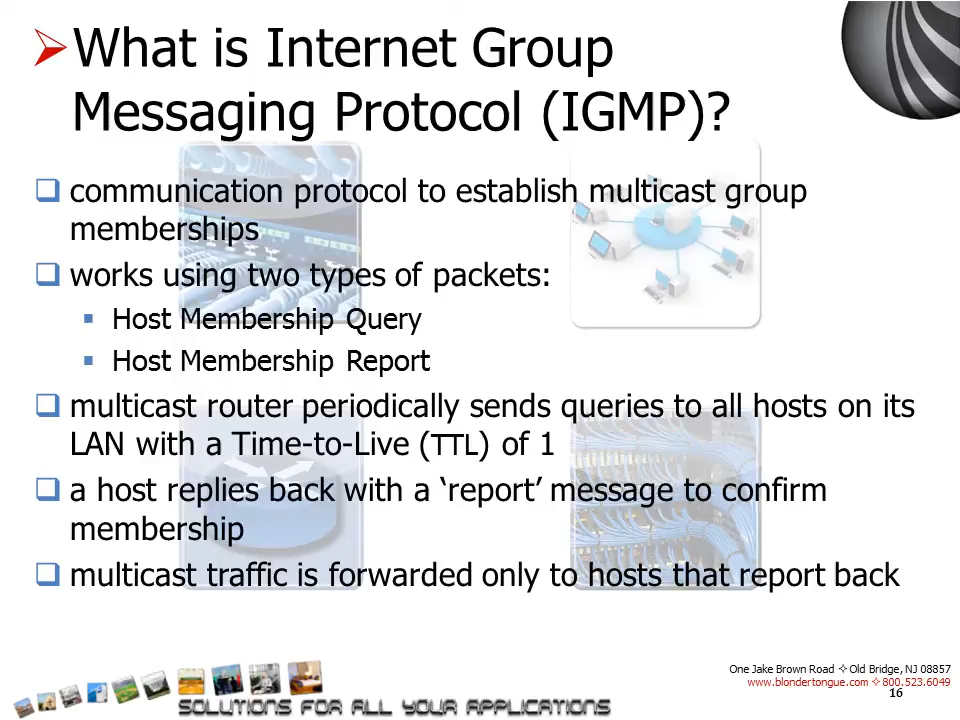 What is Internet Group
Messaging Protocol (IGMP)?
communication protocol to establish multicast group
memberships
works using two types of packets:
Host Membership Query
Host Membership Report
multicast router periodically sends queries to all hosts on its
LAN with a Time-to-Live (TTL) of 1
a host replies back with a ‘report’ message to confirm
membership
multicast traffic is forwarded only to hosts that report back
One Jake Brown Road ✧ Old Bridge, NJ 08857
www.blondertongue.com ✧ 800.523.6049
16
SOLUTIONS FOR ALL YOUR APPLICATIONS